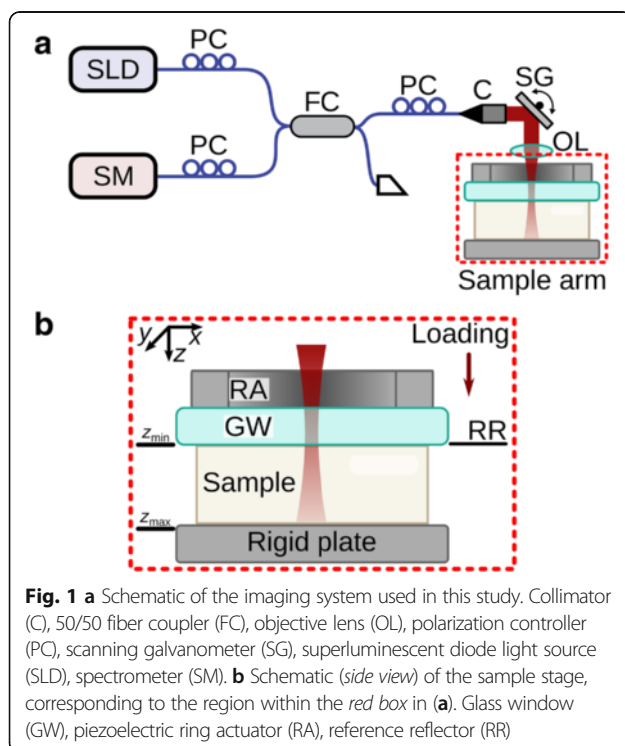 a
PC
SLD
PC
FC
C
SG
SM
PC
OL
Sample arm
b
y x
z
Loading
RA
GW
zmin
RR
Sample
zmax
Rigid plate
Fig. 1 a Schematic of the imaging system used in this study. Collimator
(C), 50/50 fiber coupler (FC), objective lens (OL), polarization controller
(PC), scanning galvanometer (SG), superluminescent diode light source
(SLD), spectrometer (SM). b Schematic (side view) of the sample stage,
corresponding to the region within the red box in (a). Glass window
(GW), piezoelectric ring actuator (RA), reference reflector (RR)